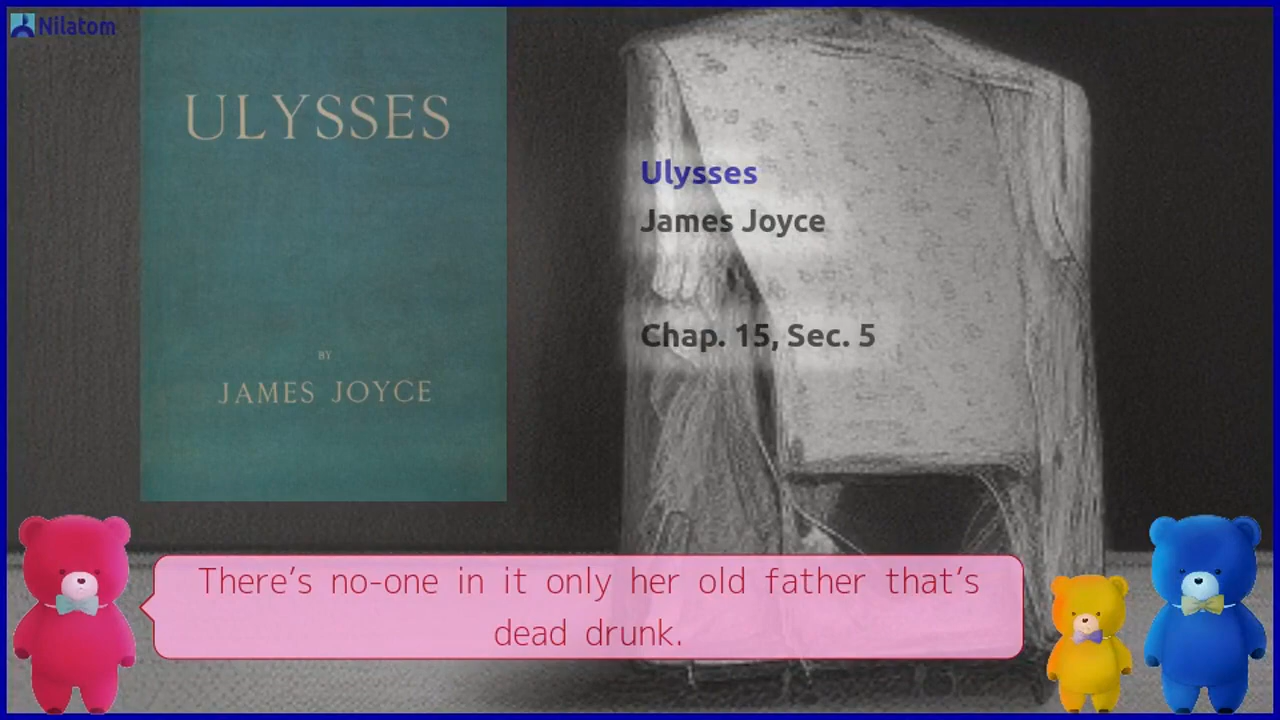 Nilatom
ULYSSES
BY
JAMES JOYCE
Ulysses
James Joyce
Chap. 15, Sec. 5
There's no-one in it only her old father that's
dead drunk.